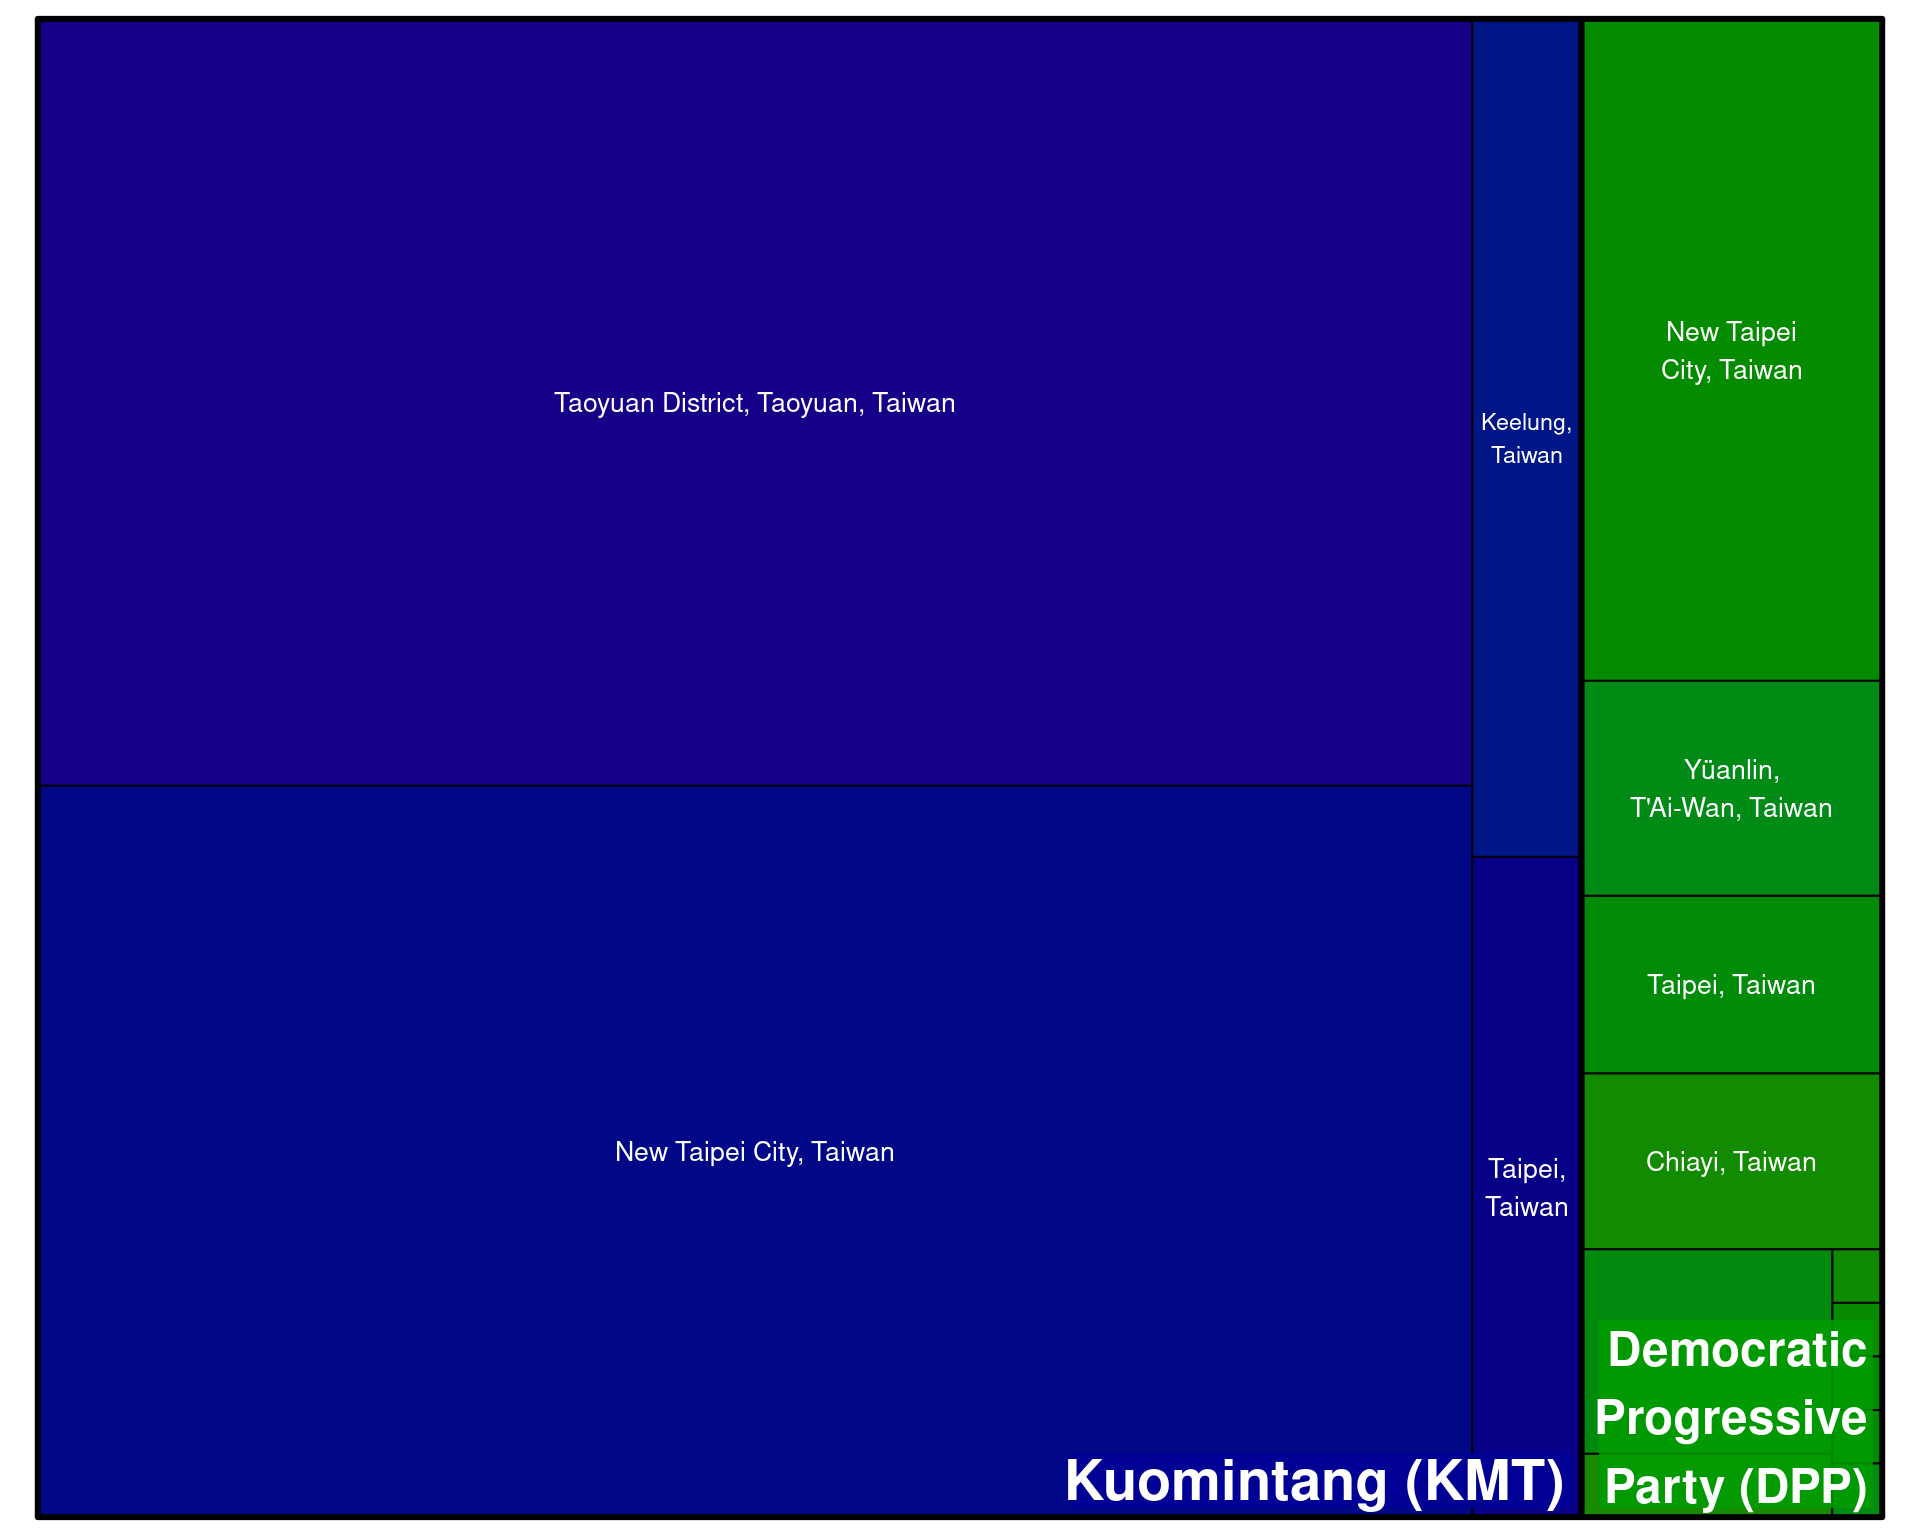 Taoyuan District, Taoyuan, Taiwan
New Taipei City, Taiwan
Keelung,
Taiwan
Taipei,
Taiwan
Kuomintang (KMT)
New Taipei
City, Taiwan
Yüanlin,
T'Ai-Wan, Taiwan
Taipei, Taiwan
Chiayi, Taiwan
Democratic
Progressive
Party (DPP)